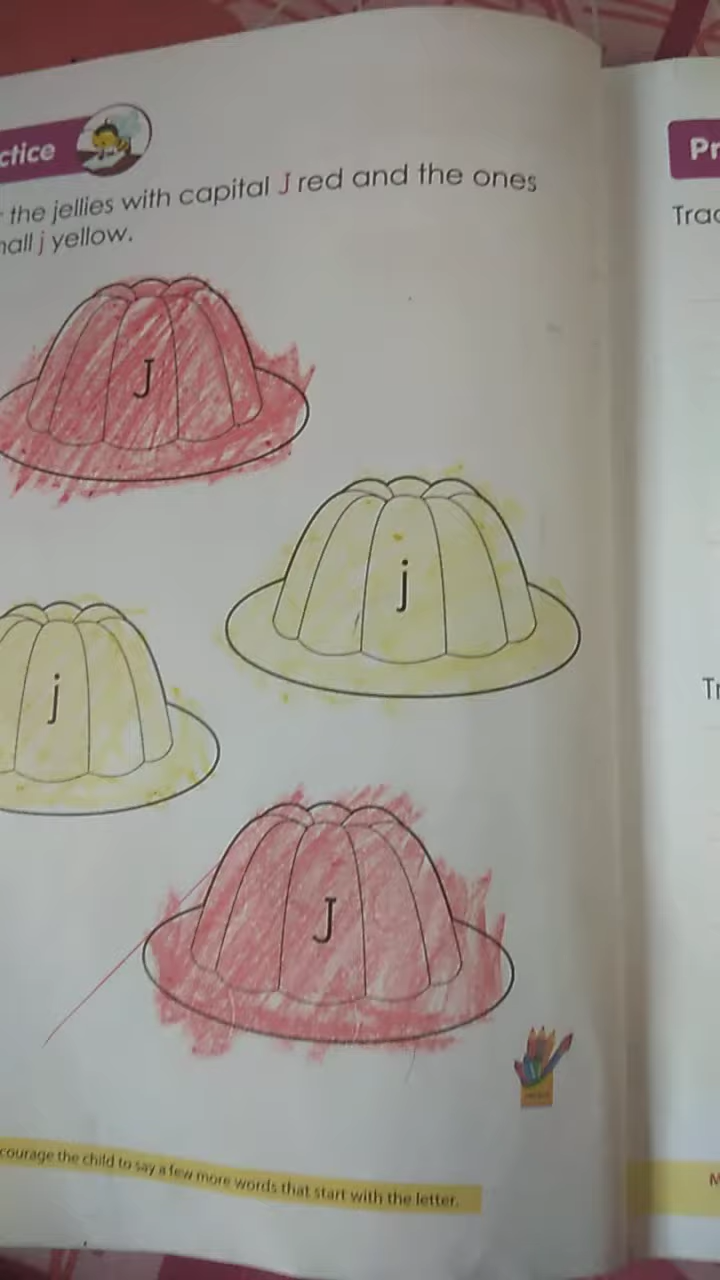 ctice
the jellies with capital J red and the ones
all j yellow.
J
j
j
J
courage the child to say a few more words that start with the letter.
Pr
Trac
Tr
M